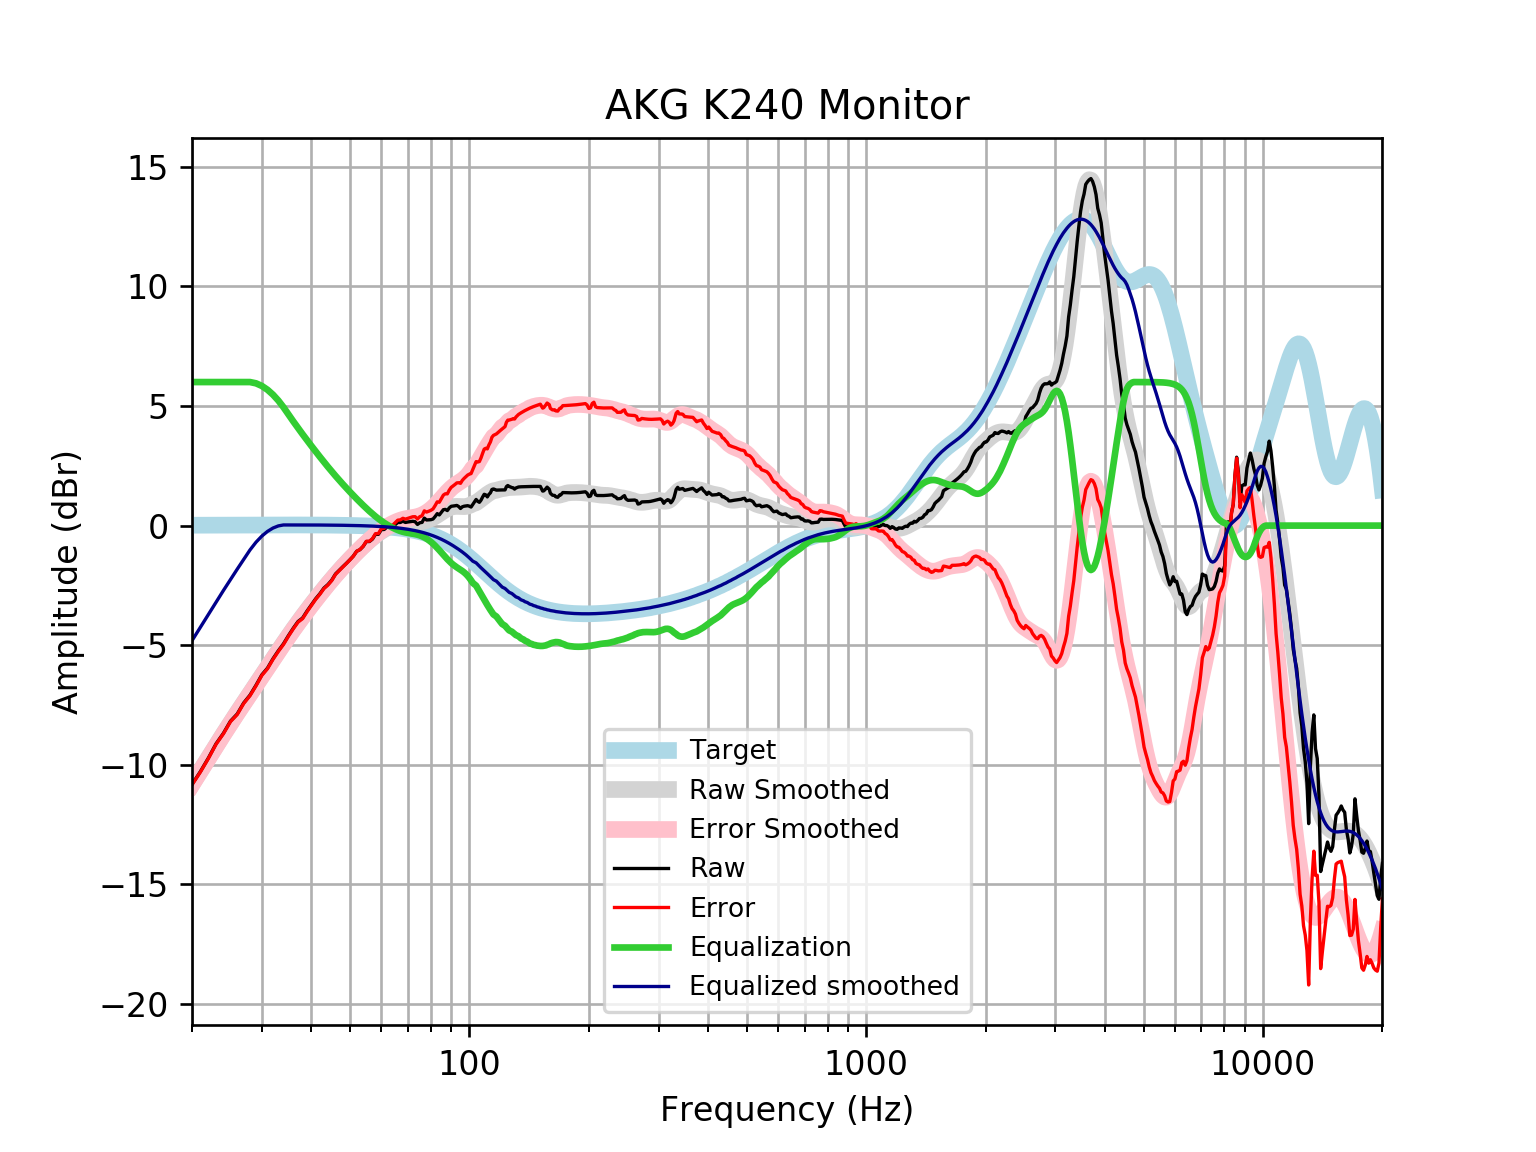 AKG K240 Monitor
15
10
5
0
−5
−10
−15
−20
Amplitude (dBr)
Target
Raw Smoothed
Error Smoothed
Raw
Error
Equalization
Equalized smoothed
100 1000 10000
Frequency (Hz)